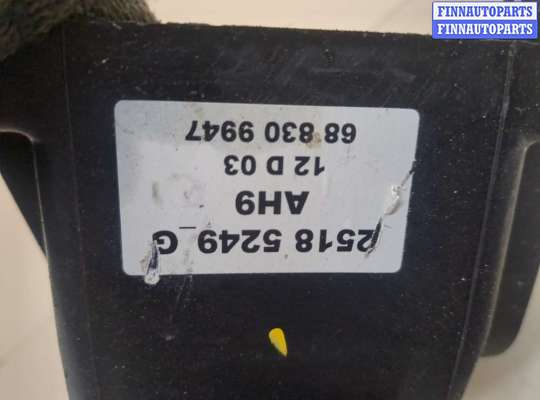 FINNAUTOPARTS
FINNAUTOPARTS
2518 5249_G
AH9
12 D 03
68 830 9947